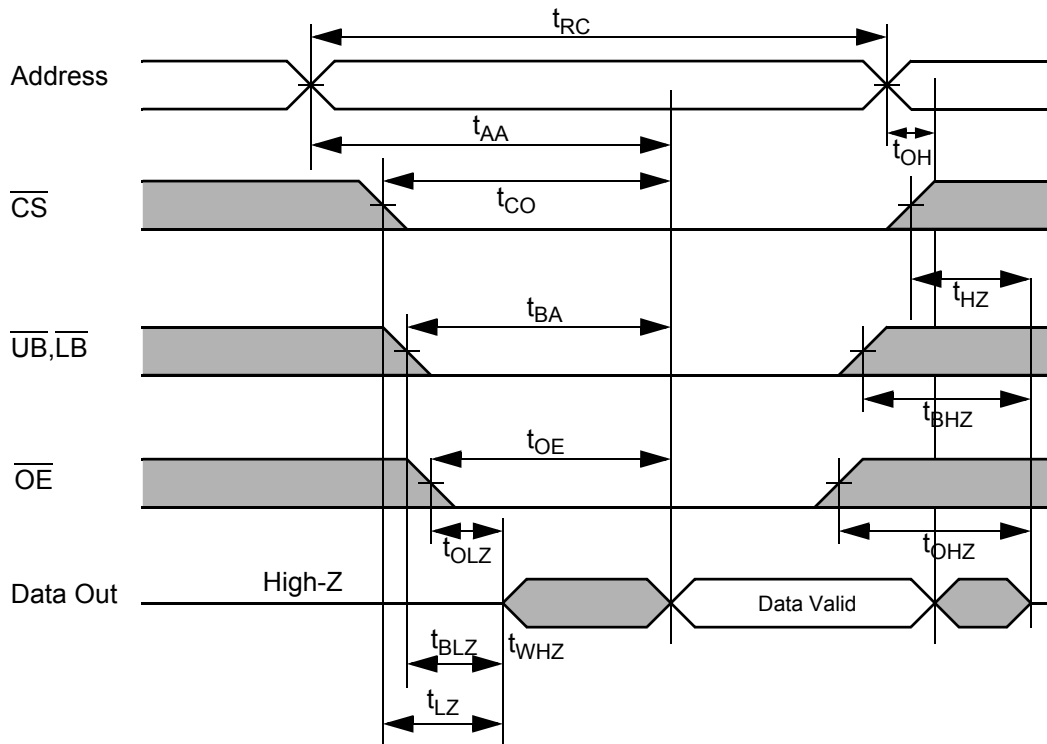 tRC
Address
tAA
tOH
CS
tCO
tHZ
tBA
UB,LB
tBHZ
tOE
OE
tOLZ
tOHZ
High-Z
Data Out
Data Valid
tBLZ
tWHZ
tLZ